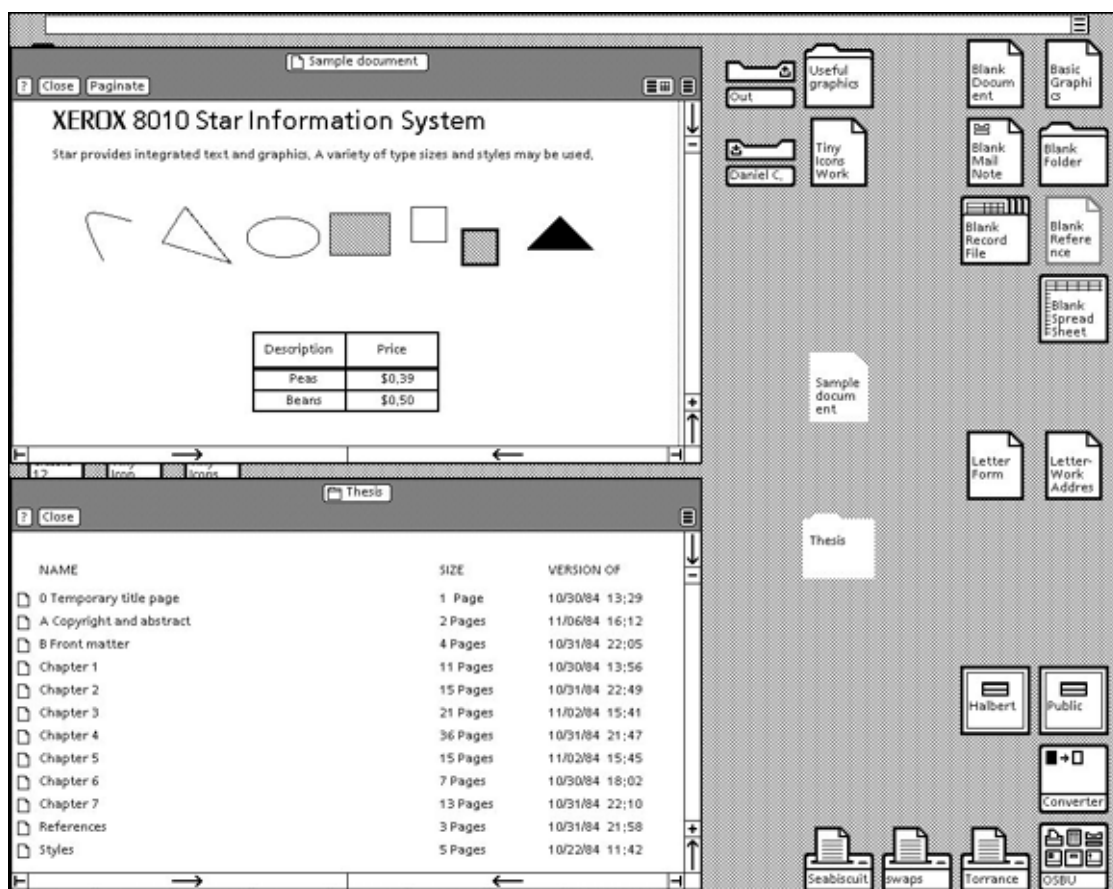 Sample document
? Close Paginate
XEROX 8010 Star Information System
Star provides integrated text and graphics. A variety of type sizes and styles may be used.
Description Price
Peas $0.39
Beans $0.50
12 Icon Icons
Thesis
? Close
NAME SIZE VERSION OF
0 Temporary title page 1 Page 10/30/84 13:29
A Copyright and abstract 2 Pages 11/06/84 16:12
B Front matter 4 Pages 10/31/84 22:05
Chapter 1 11 Pages 10/30/84 13:56
Chapter 2 15 Pages 10/31/84 22:49
Chapter 3 21 Pages 11/02/84 15:41
Chapter 4 36 Pages 10/31/84 21:47
Chapter 5 15 Pages 11/02/84 15:45
Chapter 6 7 Pages 10/30/84 18:02
Chapter 7 13 Pages 10/31/84 22:10
References 3 Pages 10/31/84 21:58
Styles 5 Pages 10/22/84 11:42
Out
Useful
graphics
Blank
Docum
ent
Basic
Graphi
cs
Daniel C.
Tiny
Icons
Work
Blank
Mail
Note
Blank
Folder
Blank
Record
File
Blank
Refere
nce
Blank
Spread
Sheet
Sample
docum
ent
Letter
Form
Letter-
Work
Addres
Thesis
Halbert
Public
Converter
Seabiscuit
swaps
Torrance
OSBU